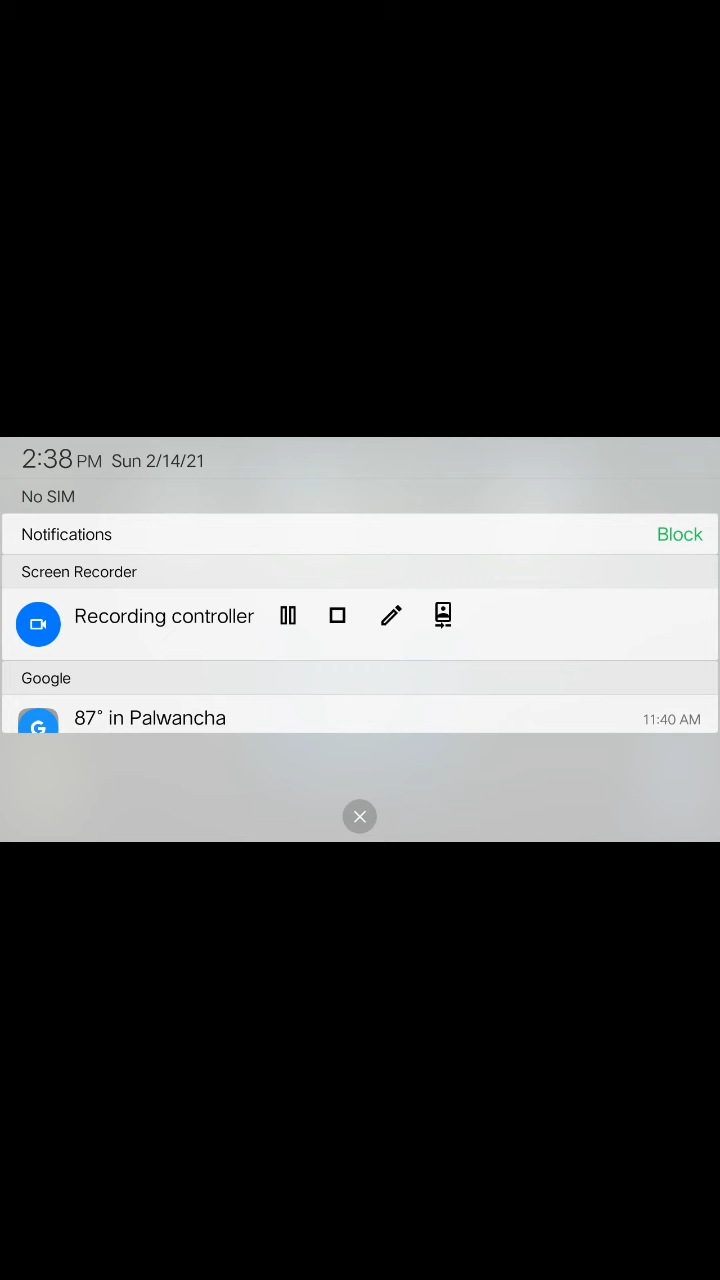 2:38 PM Sun 2/14/21
No SIM
Notifications Block
Screen Recorder
Recording controller
Google
G 87° in Palwancha 11:40 AM